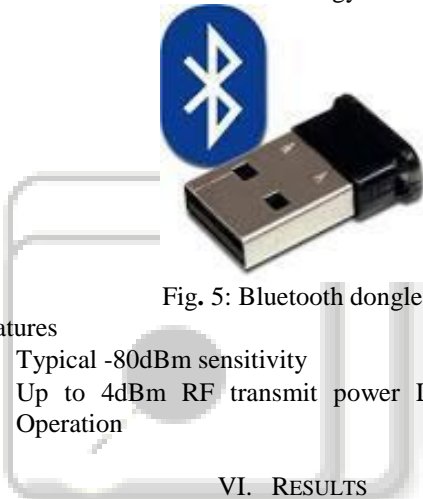 Fig. 5: Bluetooth dongle
atures
Typical -80dBm sensitivity
Up to 4dBm RF transmit power
Operation
VI. RESULTS